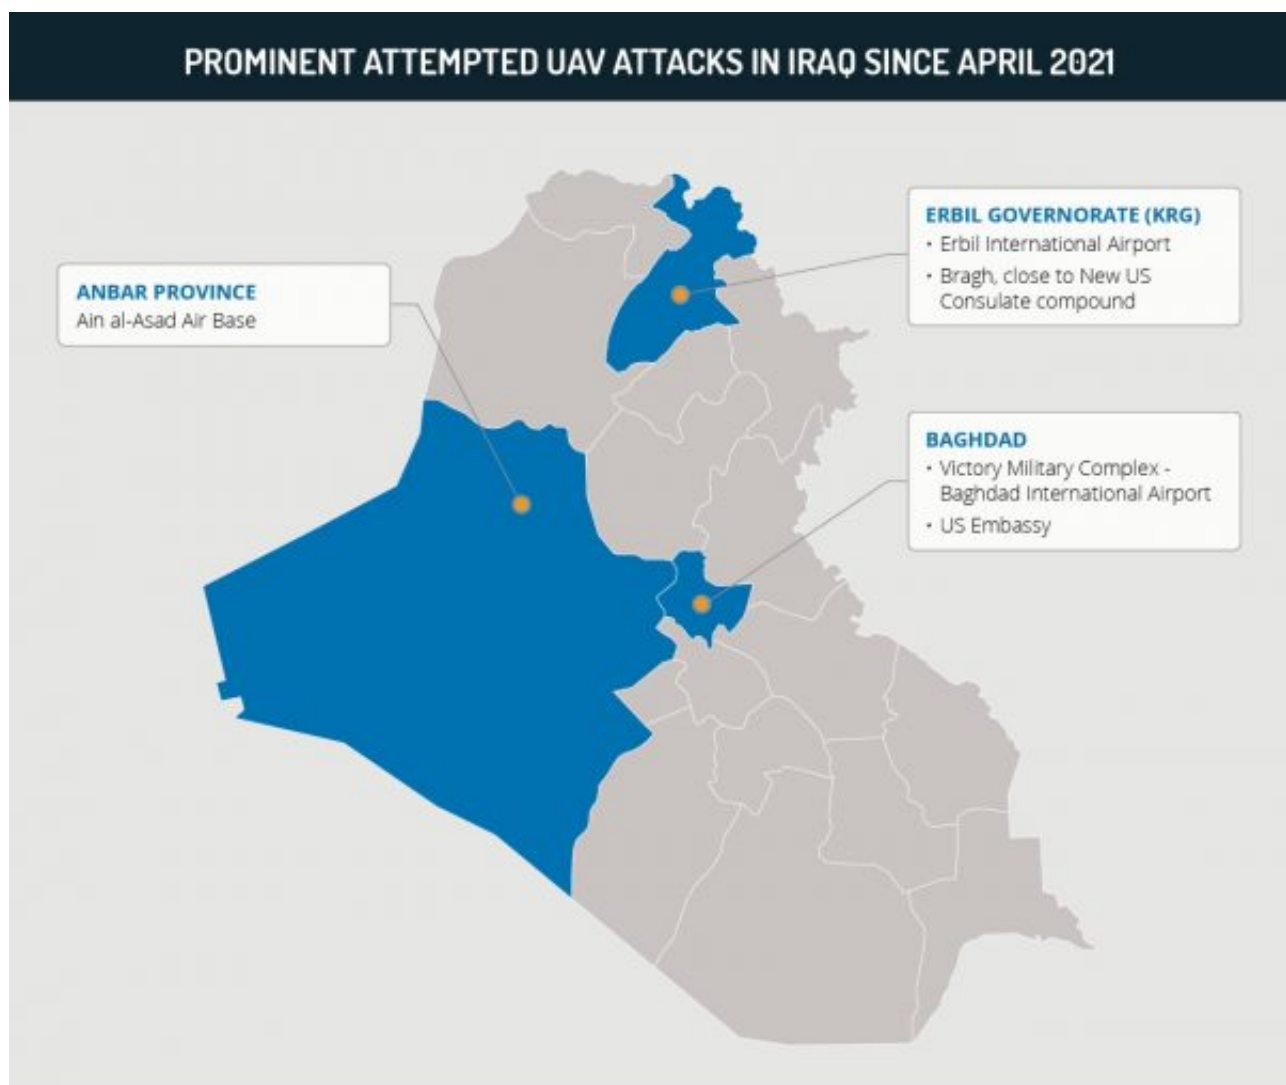 PROMINENT ATTEMPTED UAV ATTACKS IN IRAQ SINCE APRIL 2021
ERBIL GOVERNORATE (KRG)
• Erbil International Airport
• Bragh, close to New US
Consulate compound
ANBAR PROVINCE
Ain al-Asad Air Base
BAGHDAD
• Victory Military Complex -
Baghdad International Airport
• US Embassy